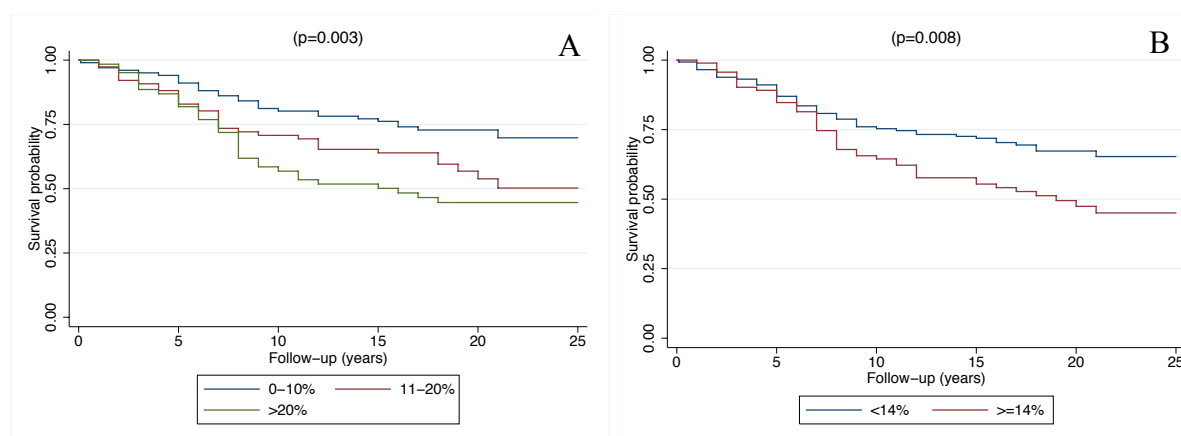 (p=0.003)
A
Survival probability
1.00
0.75
0.50
0.25
0.00
0 5 10 15 20 25
Follow−up (years)
0−10% 11−20%
>20%
(p=0.008)
B
Survival probability
1.00
0.75
0.50
0.25
0.00
0 5 10 15 20 25
Follow−up (years)
<14% >=14%